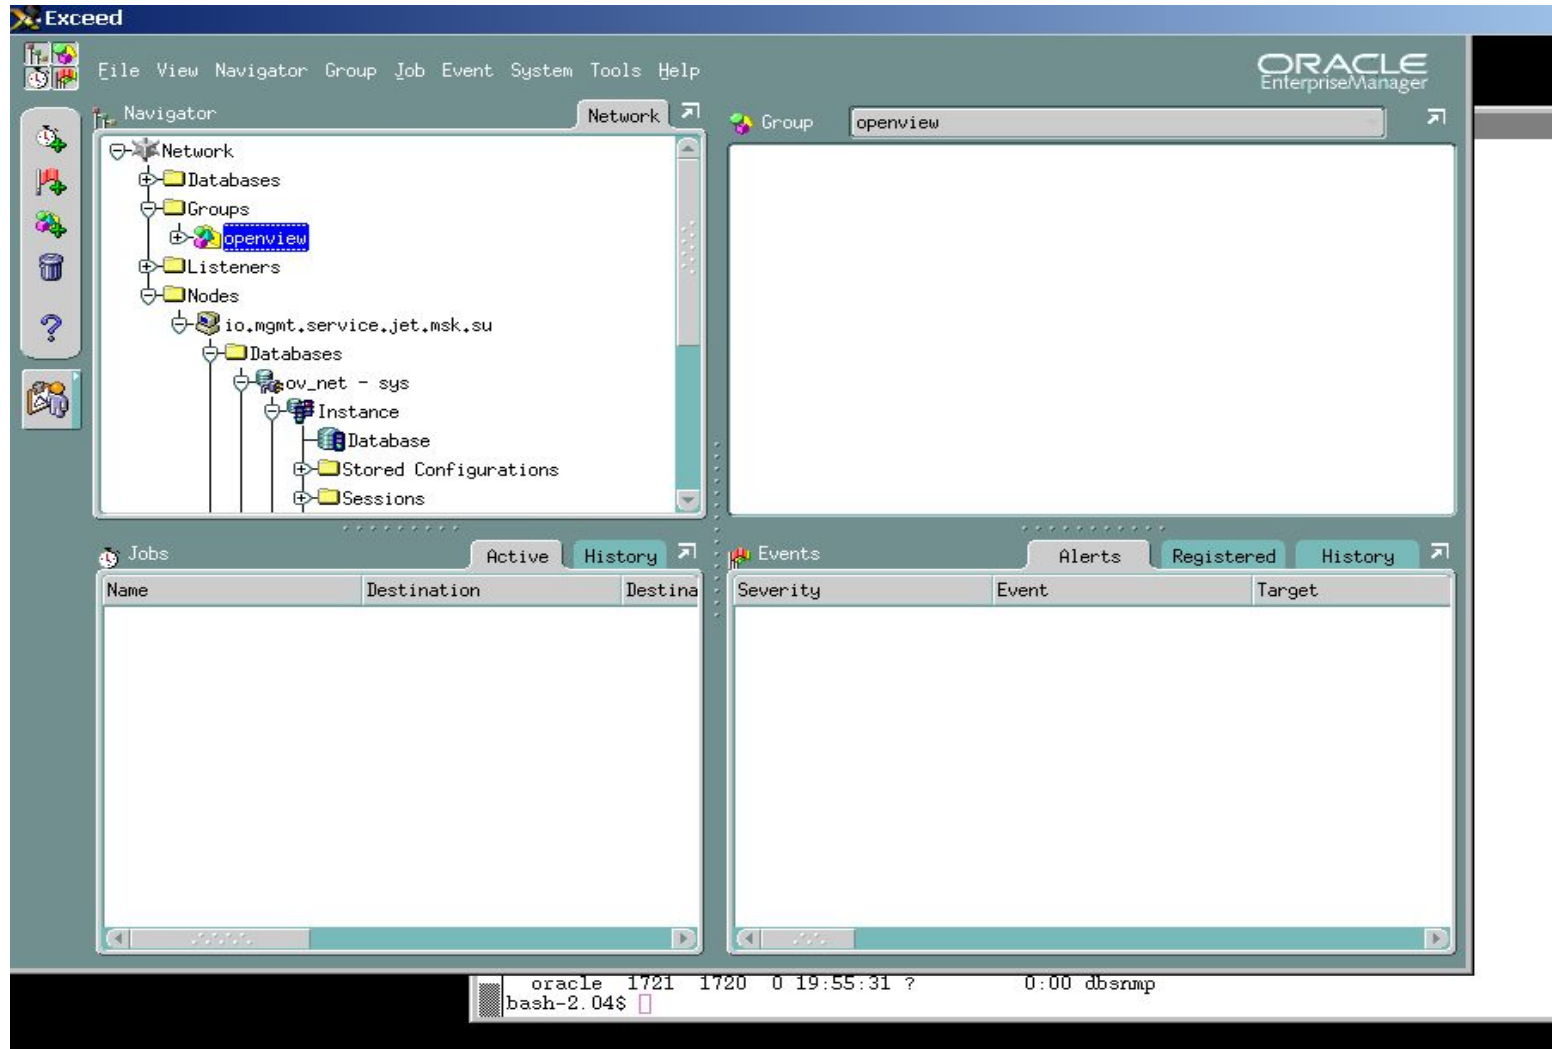 Exceed
File View Navigator Group Job Event System Tools Help
ORACLE
EnterpriseManager
Navigator
Network
Network
Databases
Groups
openview
Listeners
Nodes
io.mgmt.service.jet.msk.su
Databases
ov_net - sys
Instance
Database
Stored Configurations
Sessions
Group
openview
Jobs
Active
History
Name
Destination
Destina
Events
Alerts
Registered
History
Severity
Event
Target
oracle 1721 1720 0 19:55:31 ? 0:00 dbsnmp
bash-2.04$